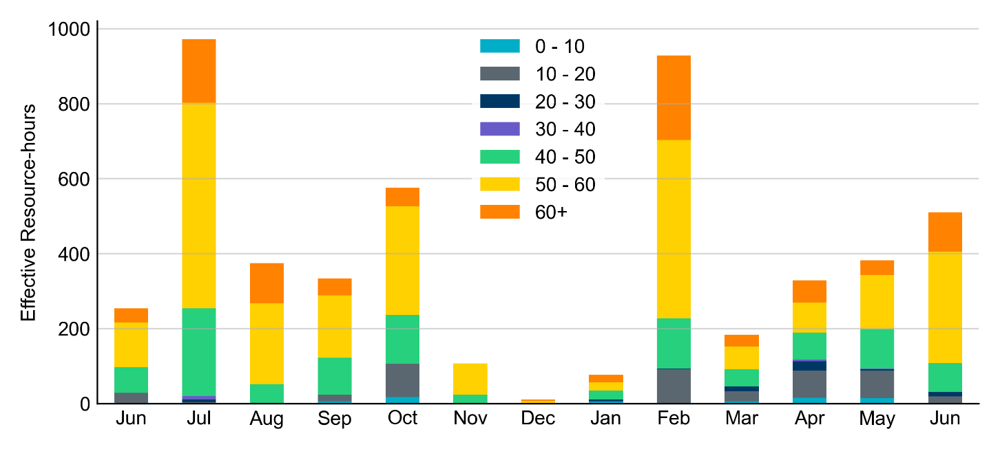 Effective Resource-hours
1000
800
600
400
200
0
0 - 10
10 - 20
20 - 30
30 - 40
40 - 50
50 - 60
60+
Jun Jul Aug Sep Oct Nov Dec Jan Feb Mar Apr May Jun